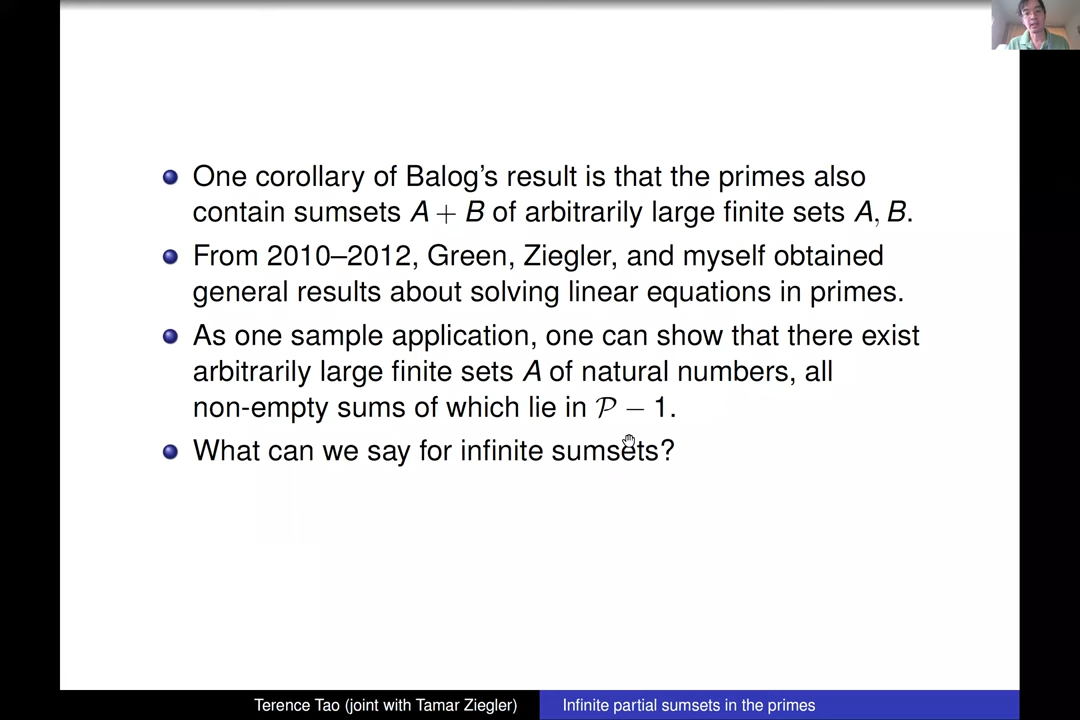 One corollary of Balog's result is that the primes also
contain sumsets A + B of arbitrarily large finite sets A, B.
From 2010–2012, Green, Ziegler, and myself obtained
general results about solving linear equations in primes.
As one sample application, one can show that there exist
arbitrarily large finite sets A of natural numbers, all
non-empty sums of which lie in 𝒫 − 1.
What can we say for infinite sumsets?
Terence Tao (joint with Tamar Ziegler)
Infinite partial sumsets in the primes